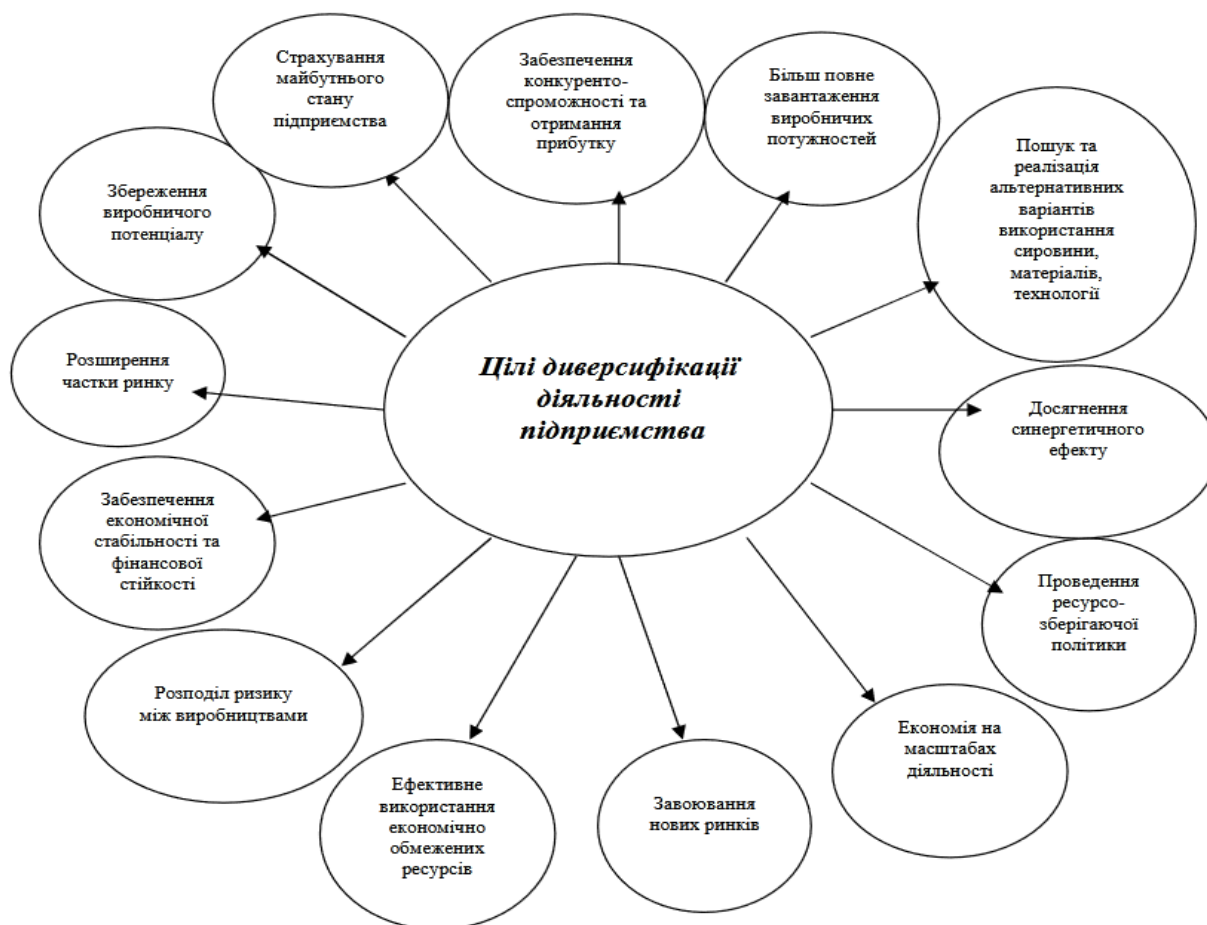 Страхування
майбутнього
стану
підприємства
Забезпечення
конкуренто-
спроможності та
отримання
прибутку
Більш повне
завантаження
виробничих
потужностей
Пошук та
реалізація
альтернативних
варіантів
використання
сировини,
матеріалів,
технології
Збереження
виробничого
потенціалу
Розширення
частки ринку
Цілі диверсифікації
діяльності
підприємства
Досягнення
синергетичного
ефекту
Забезпечення
економічної
стабільності та
фінансової
стійкості
Проведення
ресурсо-
зберігаючої
політики
Розподіл ризику
між виробництвами
Економія на
масштабах
діяльності
Ефективне
використання
економічно
обмежених
ресурсів
Завоювання
нових ринків